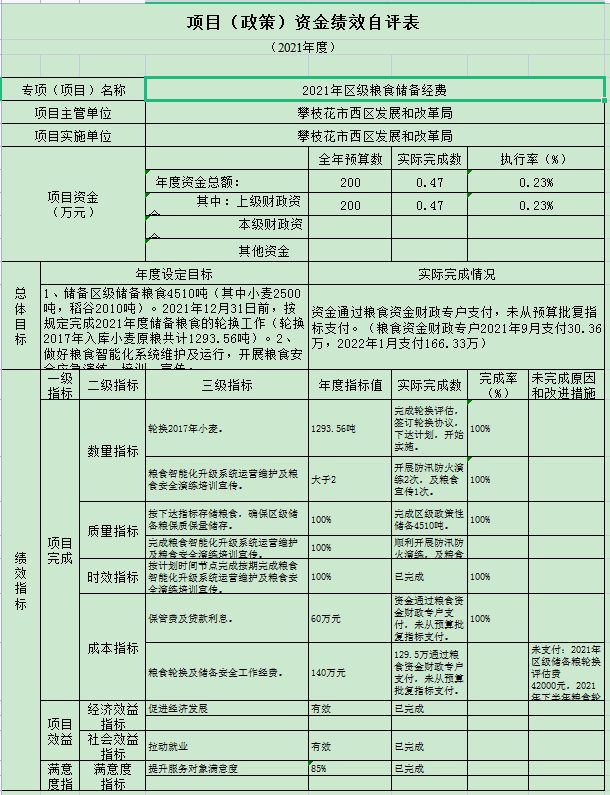 项目（政策）资金绩效自评表
（2021年度）
专项（项目）名称
2021年区级粮食储备经费
项目主管单位
攀枝花市西区发展和改革局
项目实施单位
攀枝花市西区发展和改革局
项目资金
（万元）
全年预算数
实际完成数
执行率（%）
年度资金总额：
200
0.47
0.23%
其中：上级财政资
200
0.47
0.23%
本级财政资
其他资金
总体目标
年度设定目标
实际完成情况
1、储备区级储备粮食4510吨（其中小麦2500
吨，稻谷2010吨）。2021年12月31日前，按
规定完成2021年度储备粮食的轮换工作（轮换
2017年入库小麦原粮共计1293.56吨）。2、
做好粮食智能化系统维护及运行，开展粮食安
全应急演练、培训、宣传。
资金通过粮食资金财政专户支付，未从预算批复指
标支付。（粮食资金财政专户2021年9月支付30.36
万，2022年1月支付166.33万）
绩效指标
一级
指标
二级指标
三级指标
年度指标值
实际完成数
完成率
（%）
未完成原因
和改进措施
项目
完成
数量指标
轮换2017年小麦。
1293.56吨
完成轮换评估，
签订轮换协议，
下达计划，开始
实施。
100%
粮食智能化升级系统运营维护及粮
食安全演练培训宣传。
大于2
开展防汛防火演
练2次，及粮食
宣传1次。
100%
质量指标
按下达指标存储粮食，确保区级储
备粮保质保量储存。
100%
完成区级政策性
储备4510吨。
100%
完成粮食智能化升级系统运营维护
及粮食安全演练培训宣传。
100%
顺利开展防汛防
火演练，及粮食
时效指标
按计划时间节点完成按期完成粮食
智能化升级系统运营维护及粮食安
全演练培训宣传。
100%
已完成
100%
成本指标
保管费及贷款利息。
60万元
资金通过粮食资
金财政专户支
付，未从预算批
复指标支付。
100%
粮食轮换及储备安全工作经费。
140万元
129.5万通过粮
食资金财政专户
支付，未从预算
批复指标支付。
未支付：2021年
区级储备粮轮换
评估费
42000元，2021
年下半年粮食轮
项目
效益
经济效益
指标
促进经济发展
有效
已完成
社会效益
指标
拉动就业
有效
已完成
满意
度指
满意度
指标
提升服务对象满意度
85%
已完成